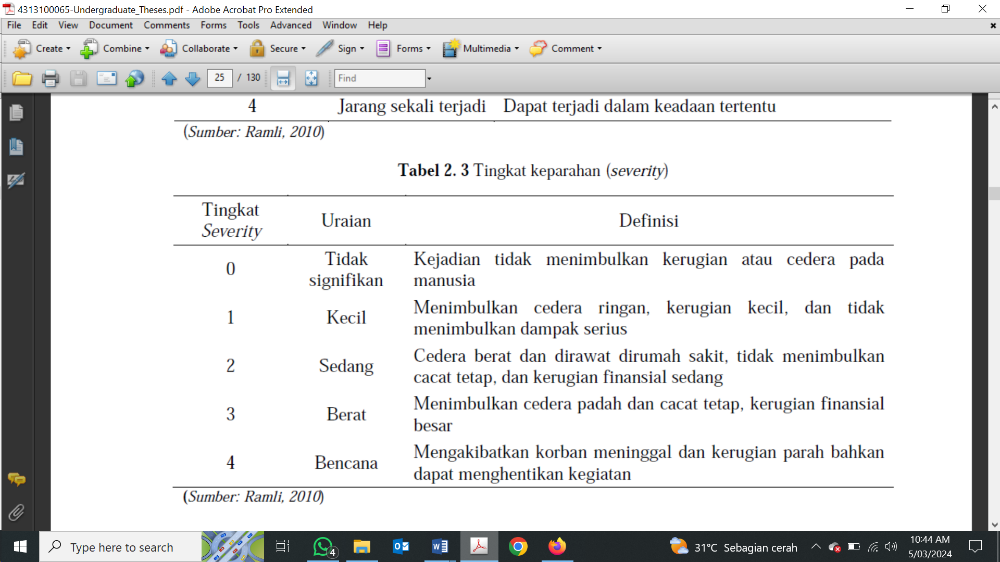 4313100065-Undergraduate_Theses.pdf - Adobe Acrobat Pro Extended
File Edit View Document Comments Forms Tools Advanced Window Help
Create Combine Collaborate Secure Sign Forms Multimedia Comment
25 / 130 Find
4 Jarang sekali terjadi Dapat terjadi dalam keadaan tertentu
(Sumber: Ramli, 2010)
Tabel 2. 3 Tingkat keparahan (severity)
Tingkat
Severity
Uraian
Definisi
0
Tidak
signifikan
Kejadian tidak menimbulkan kerugian atau cedera pada
manusia
1
Kecil
Menimbulkan cedera ringan, kerugian kecil, dan tidak
menimbulkan dampak serius
2
Sedang
Cedera berat dan dirawat dirumah sakit, tidak menimbulkan
cacat tetap, dan kerugian finansial sedang
3
Berat
Menimbulkan cedera padah dan cacat tetap, kerugian finansial
besar
4
Bencana
Mengakibatkan korban meninggal dan kerugian parah bahkan
dapat menghentikan kegiatan
(Sumber: Ramli, 2010)
Type here to search
4
31°C Sebagian cerah
10:44 AM
5/03/2024